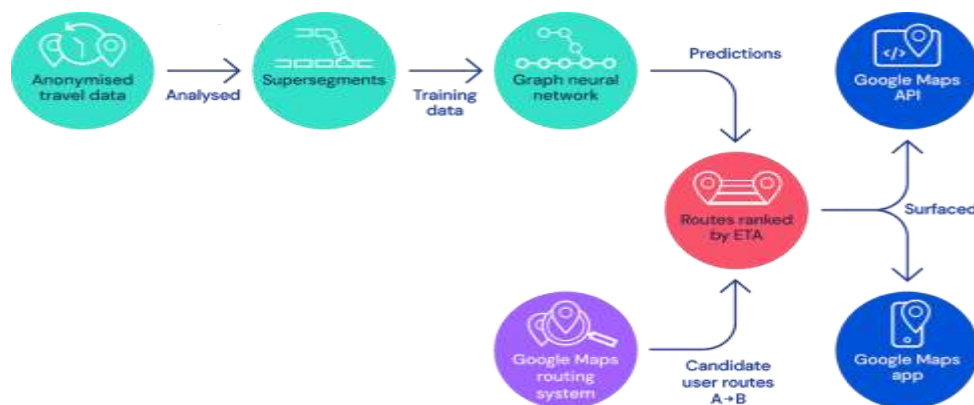 Anonymised
travel data
Analysed
Supersegments
Training
data
Graph neural
network
Predictions
</>
Google Maps
API
Routes ranked
by ETA
Surfaced
Google Maps
routing
system
Candidate
user routes
A→B
Google Maps
app